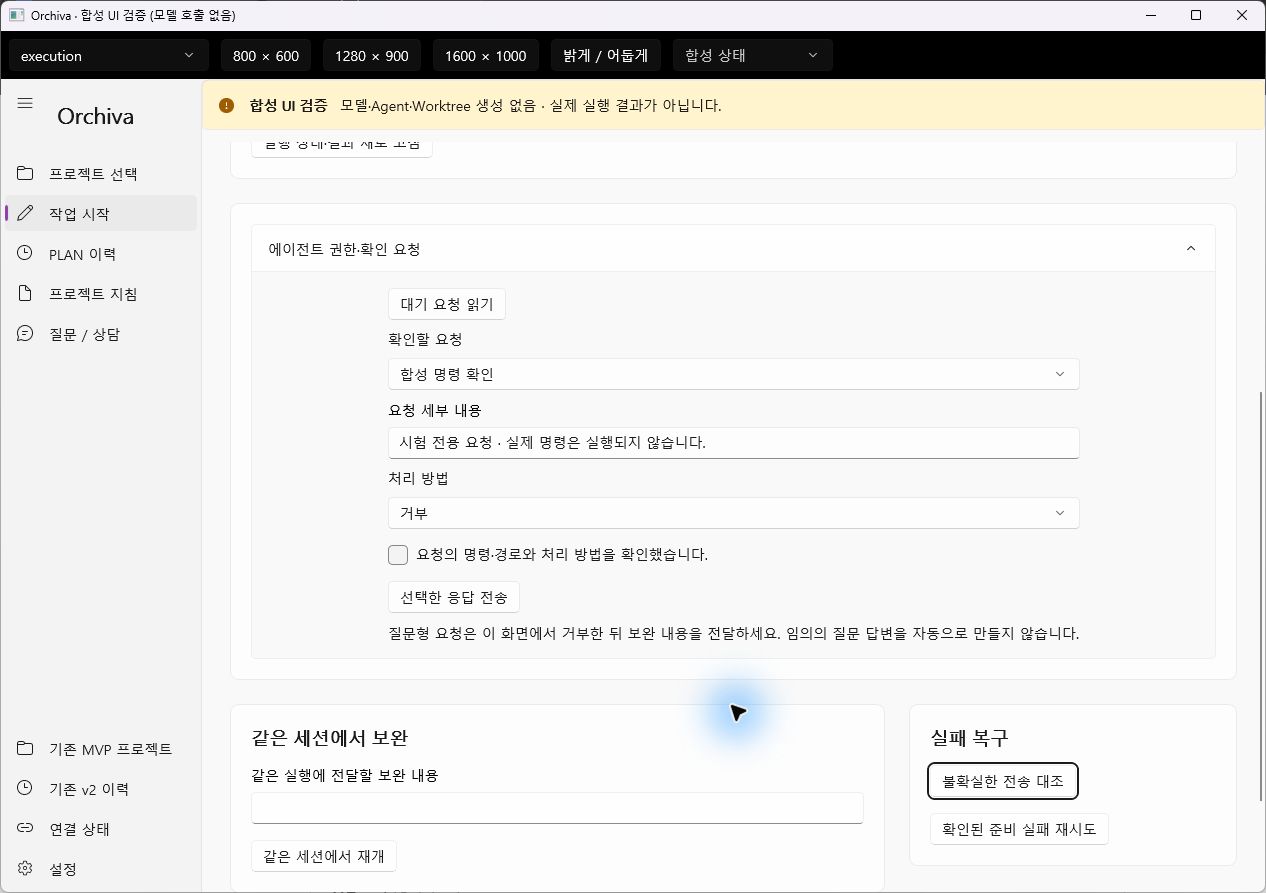 Orchiva · 합성 UI 검증 (모델 호출 없음)
execution
800 × 600
1280 × 900
1600 × 1000
밝게 / 어둡게
합성 상태
Orchiva
합성 UI 검증 모델·Agent·Worktree 생성 없음 · 실제 실행 결과가 아닙니다.
프로젝트 선택
작업 시작
PLAN 이력
프로젝트 지침
질문 / 상담
기존 MVP 프로젝트
기존 v2 이력
연결 상태
설정
실행 상태·결과 새로 고침
에이전트 권한·확인 요청
대기 요청 읽기
확인할 요청
합성 명령 확인
요청 세부 내용
시험 전용 요청 · 실제 명령은 실행되지 않습니다.
처리 방법
거부
요청의 명령·경로와 처리 방법을 확인했습니다.
선택한 응답 전송
질문형 요청은 이 화면에서 거부한 뒤 보완 내용을 전달하세요. 임의의 질문 답변을 자동으로 만들지 않습니다.
같은 세션에서 보완
같은 실행에 전달할 보완 내용
같은 세션에서 재개
실패 복구
불확실한 전송 대조
확인된 준비 실패 재시도